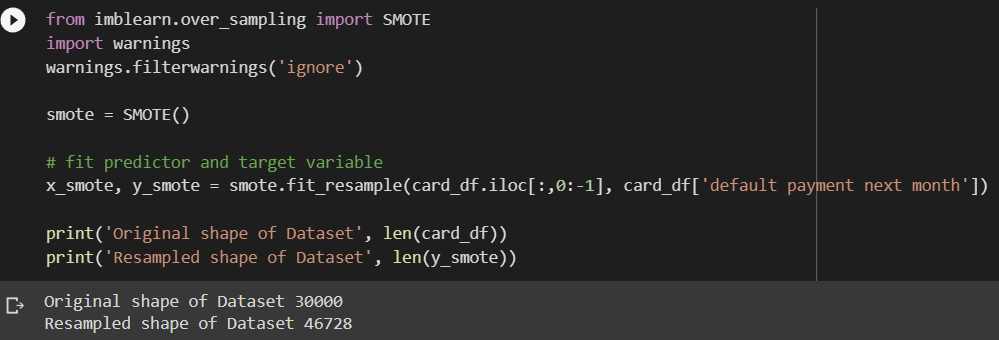 from imblearn.over_sampling import SMOTE
import warnings
warnings.filterwarnings('ignore')
smote = SMOTE()
# fit predictor and target variable
x_smote, y_smote = smote.fit_resample(card_df.iloc[:,0:-1], card_df['default payment next month'])
print('Original shape of Dataset', len(card_df))
print('Resampled shape of Dataset', len(y_smote))
Original shape of Dataset 30000
Resampled shape of Dataset 46728